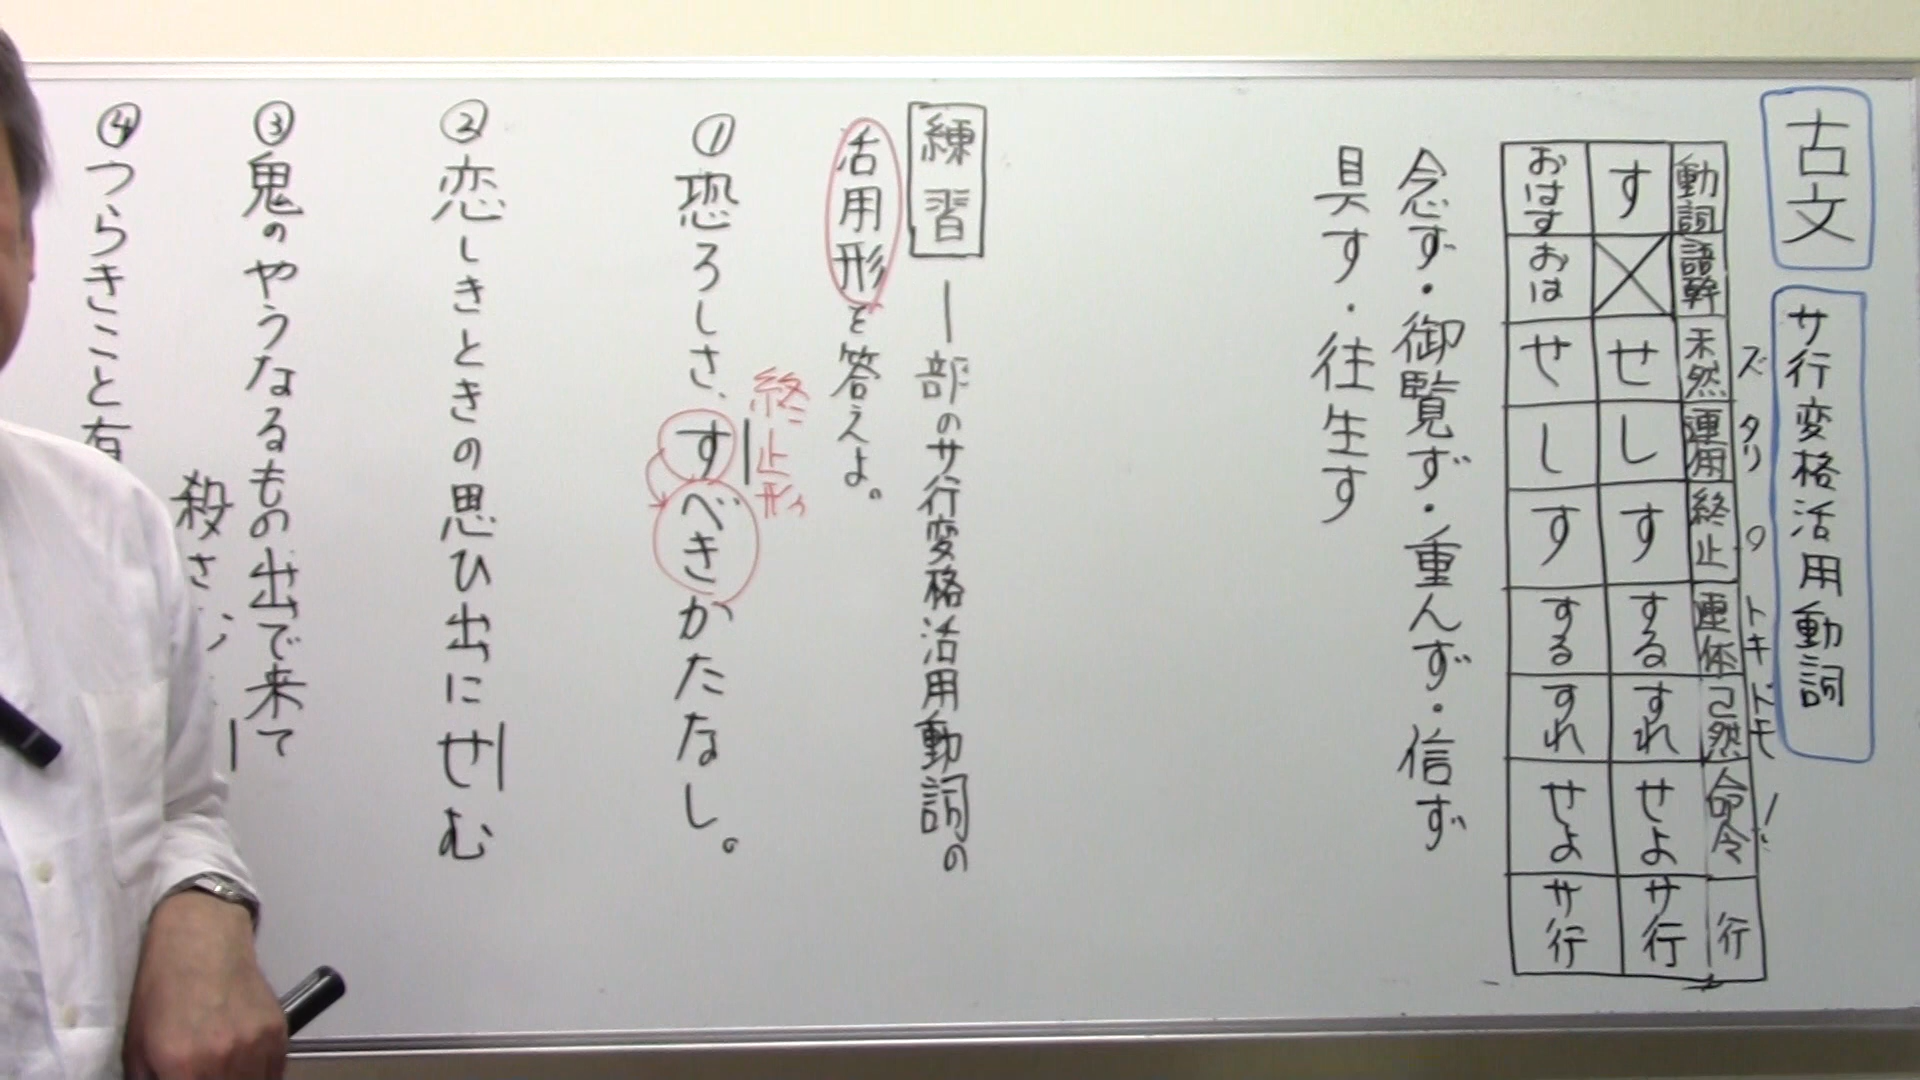 古文
サ行変格活用動詞
ズ タリ 。 トキ ドモ ！
動詞 語幹 未然 連用 終止 連体 已然 命令 行
す せ し す する すれ せよ サ行
おはす おは せ し す する すれ せよ サ行
念ず・御覧ず・重んず・信ず
具す・往生す
練習 ―部のサ行変格活用動詞の
活用形を答えよ。
終止形
①恐ろしさ、すべきかたなし。
②恋しきときの思ひ出にせむ
③鬼のやうなるもの出で来て
殺さ
④つらきこと有